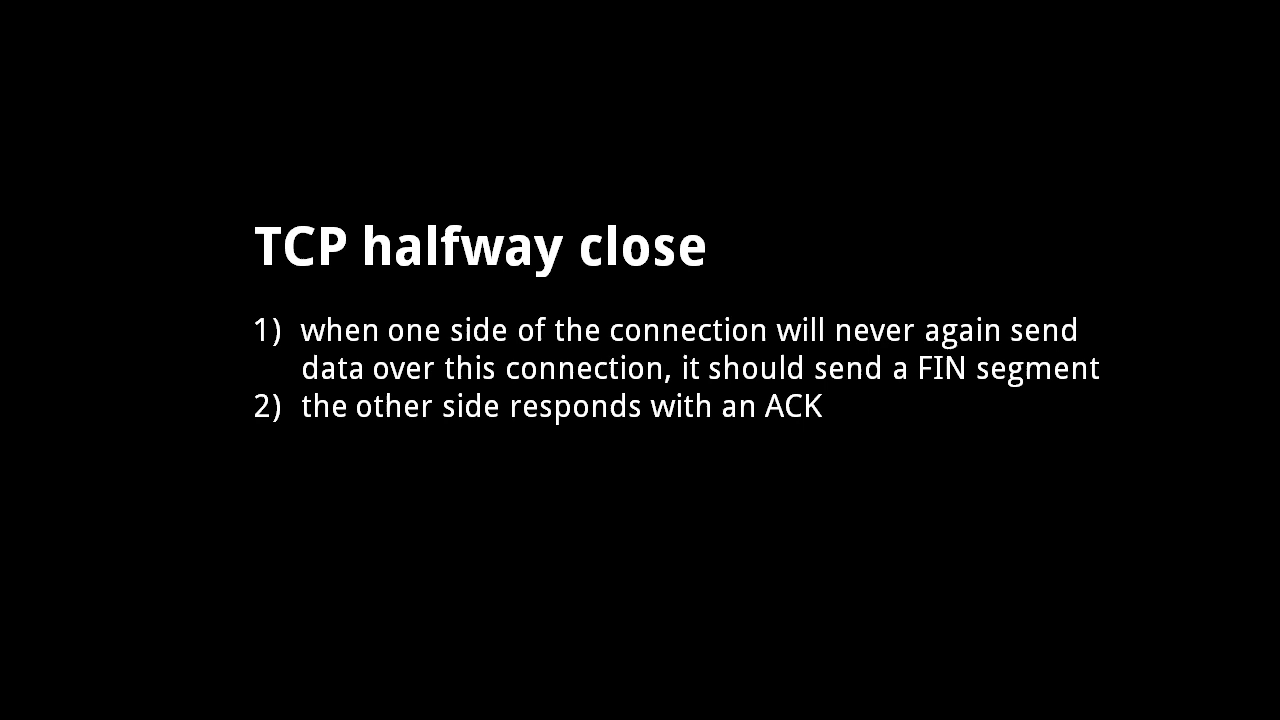 TCP halfway close
1) when one side of the connection will never again send
data over this connection, it should send a FIN segment
2) the other side responds with an ACK